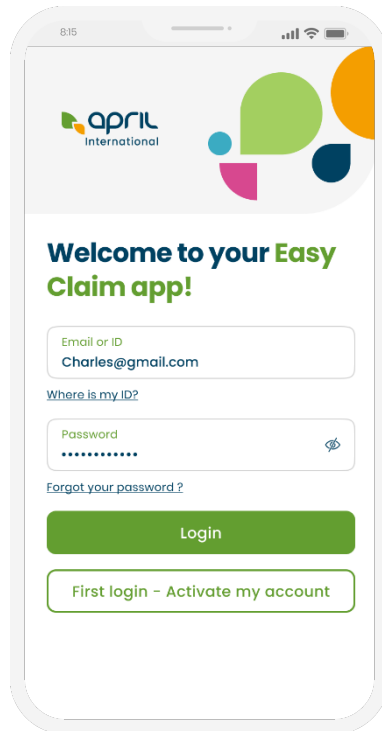 8:15
april
International
Welcome to your Easy
Claim app!
Email or ID
Charles@gmail.com
Where is my ID?
Password
••••••••••••
Forgot your password ?
Login
First login - Activate my account